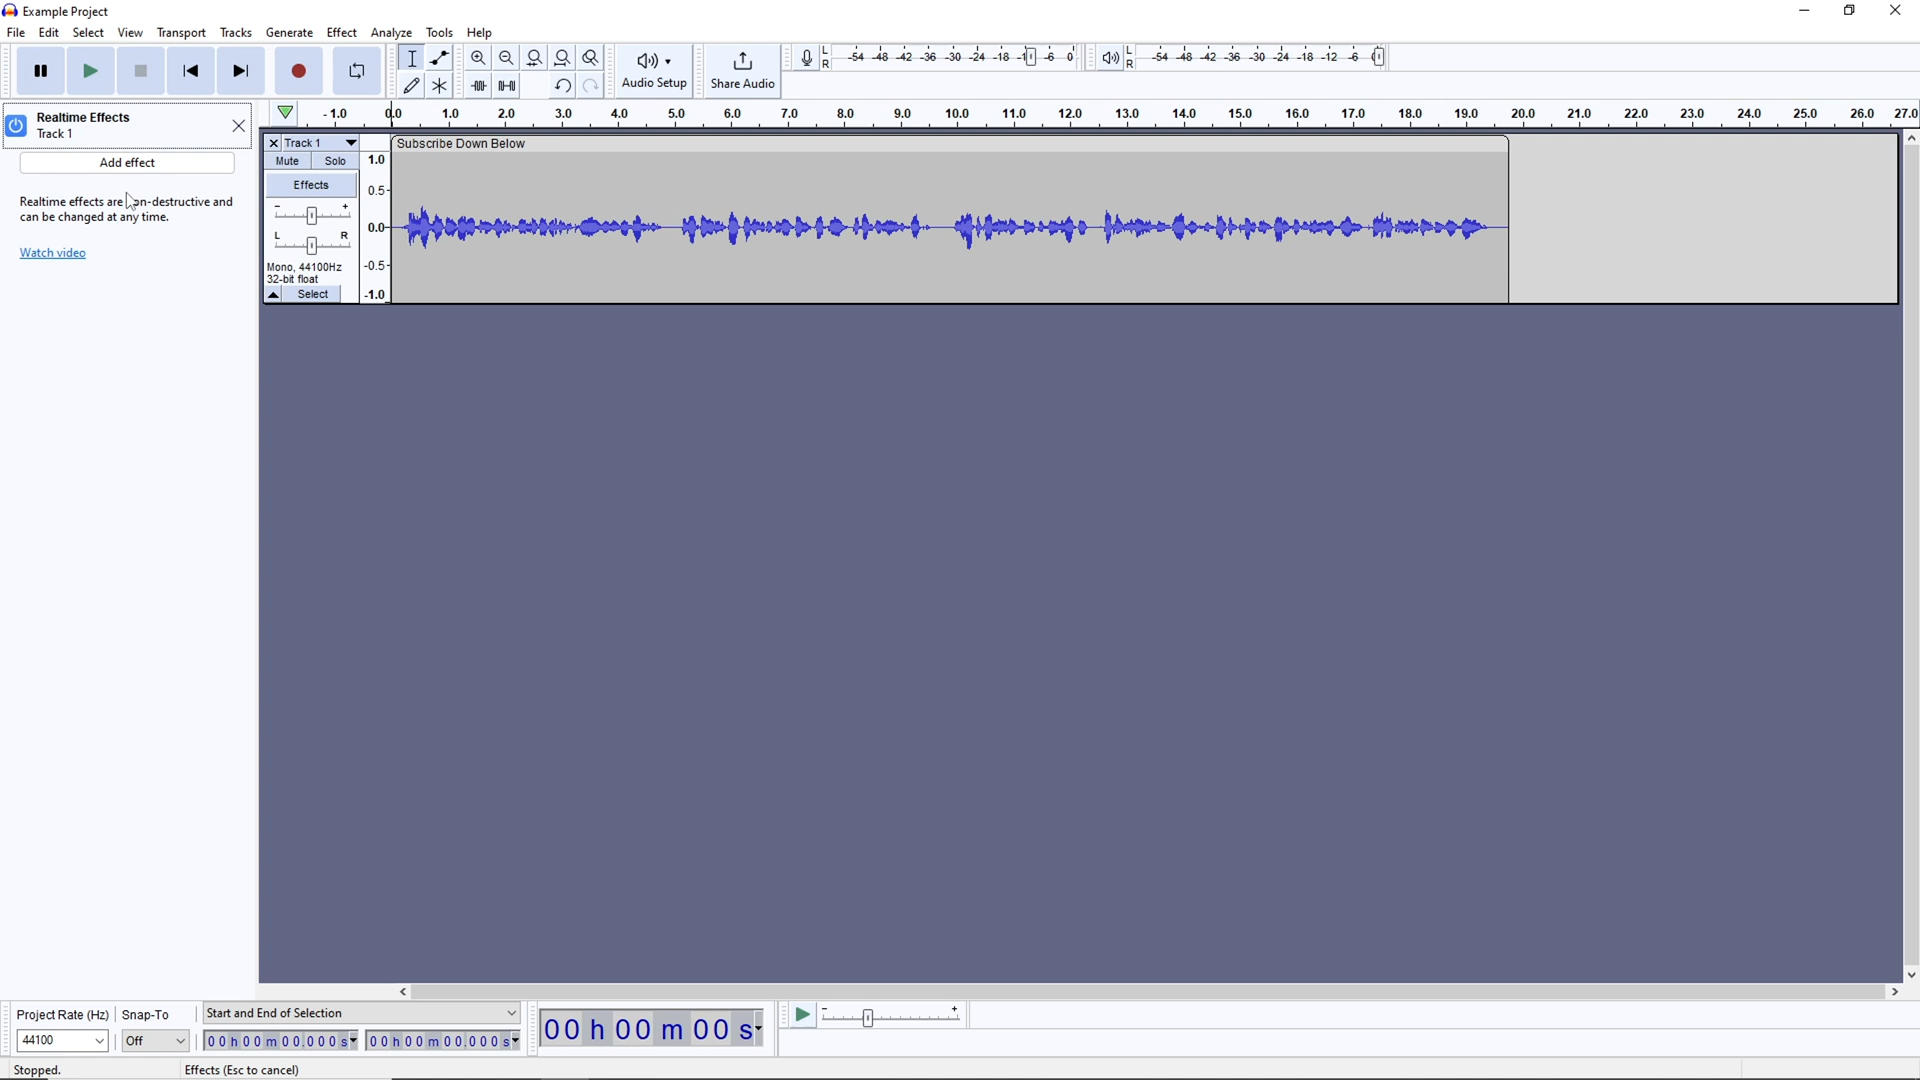 Example Project
File Edit Select View Transport Tracks Generate Effect Analyze Tools Help
Audio Setup
Share Audio
L
R
-54 -48 -42 -36 -30 -24 -18 -6 0
L
R
-54 -48 -42 -36 -30 -24 -18 -12 -6
Realtime Effects
Track 1
Add effect
Realtime effects are non-destructive and
can be changed at any time.
Watch video
-1.0 0.0 1.0 2.0 3.0 4.0 5.0 6.0 7.0 8.0 9.0 10.0 11.0 12.0 13.0 14.0 15.0 16.0 17.0 18.0 19.0 20.0 21.0 22.0 23.0 24.0 25.0 26.0 27.0
Track 1
Subscribe Down Below
Mute Solo
Effects
- +
L R
Mono, 44100Hz
32-bit float
Select
1.0
0.5
0.0
-0.5
-1.0
Project Rate (Hz) Snap-To Start and End of Selection
44100 Off 00 h 00 m 00.000 s 00 h 00 m 00.000 s
00 h 00 m 00 s
- +
Stopped. Effects (Esc to cancel)